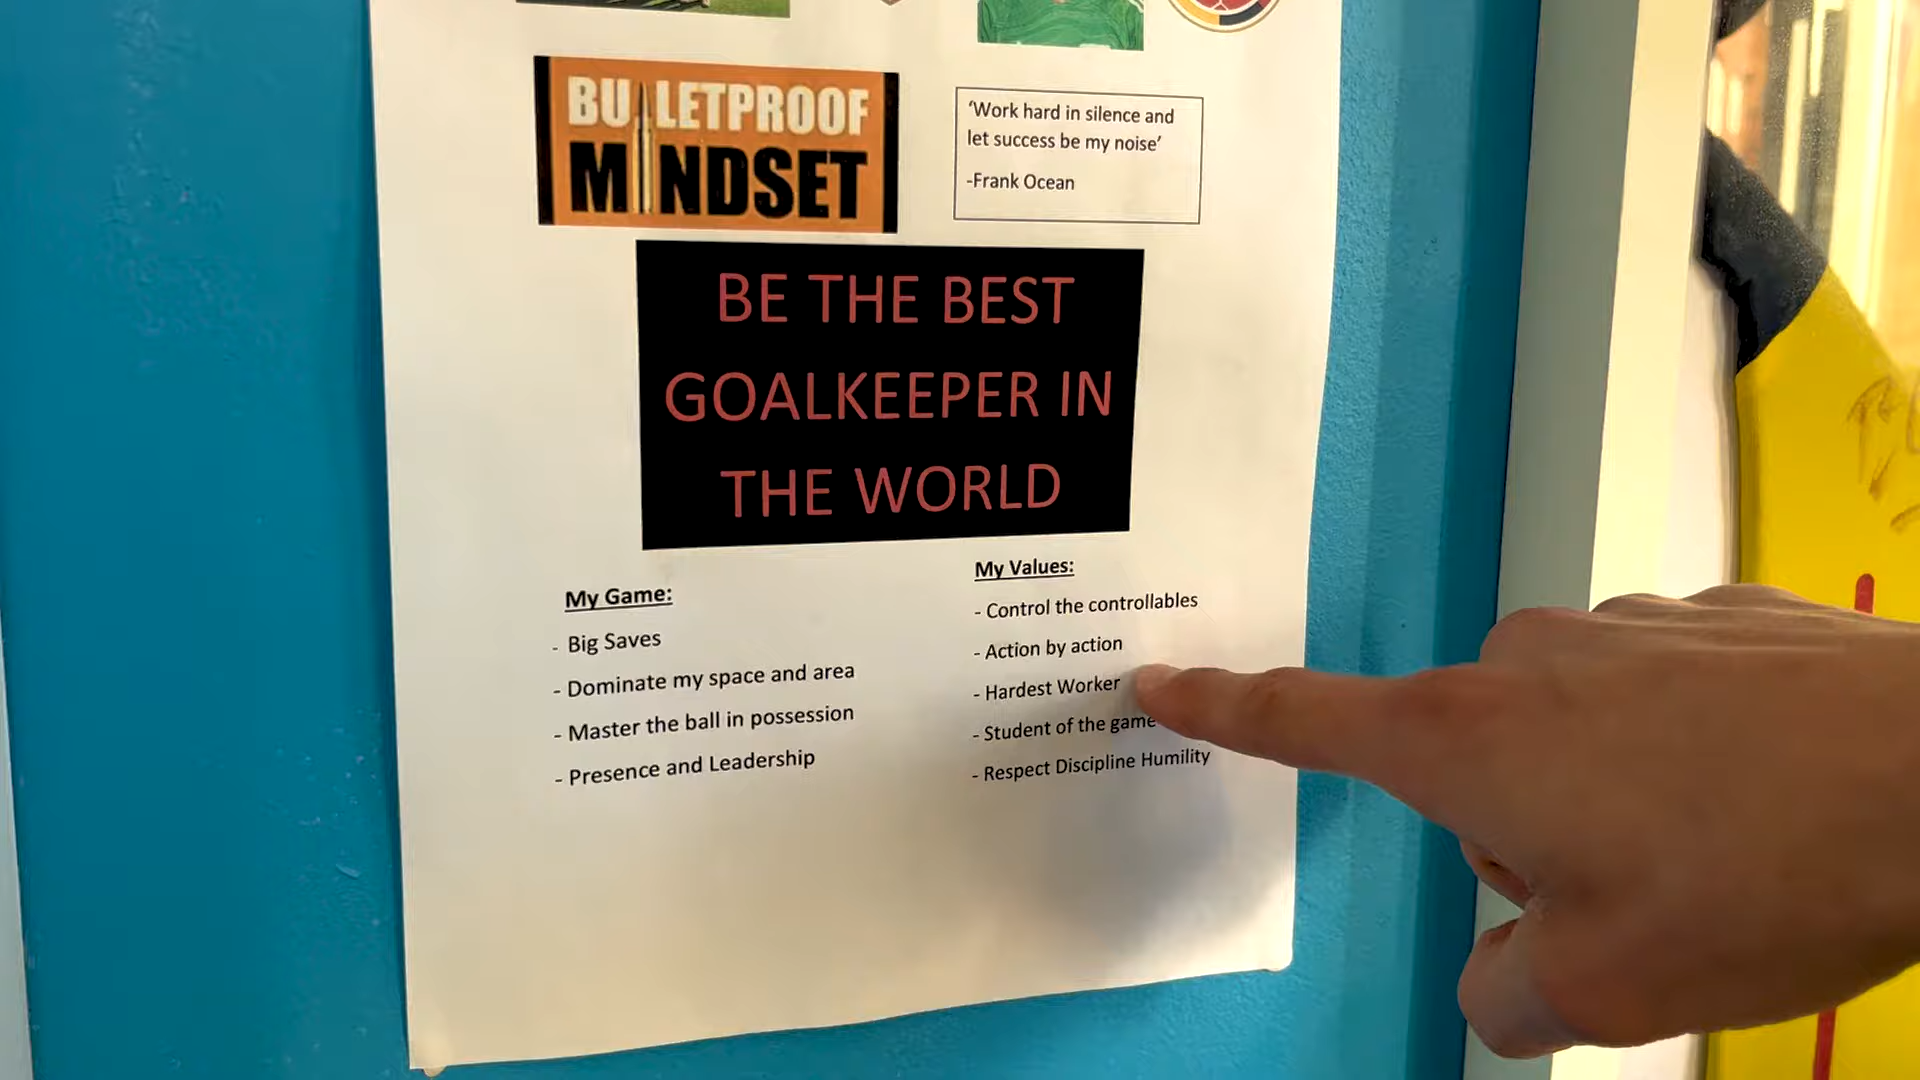 BULLETPROOF
MINDSET
‘Work hard in silence and
let success be my noise’
-Frank Ocean
BE THE BEST
GOALKEEPER IN
THE WORLD
My Game:
- Big Saves
- Dominate my space and area
- Master the ball in possession
- Presence and Leadership
My Values:
- Control the controllables
- Action by action
- Hardest Worker
- Student of the game
- Respect Discipline Humility